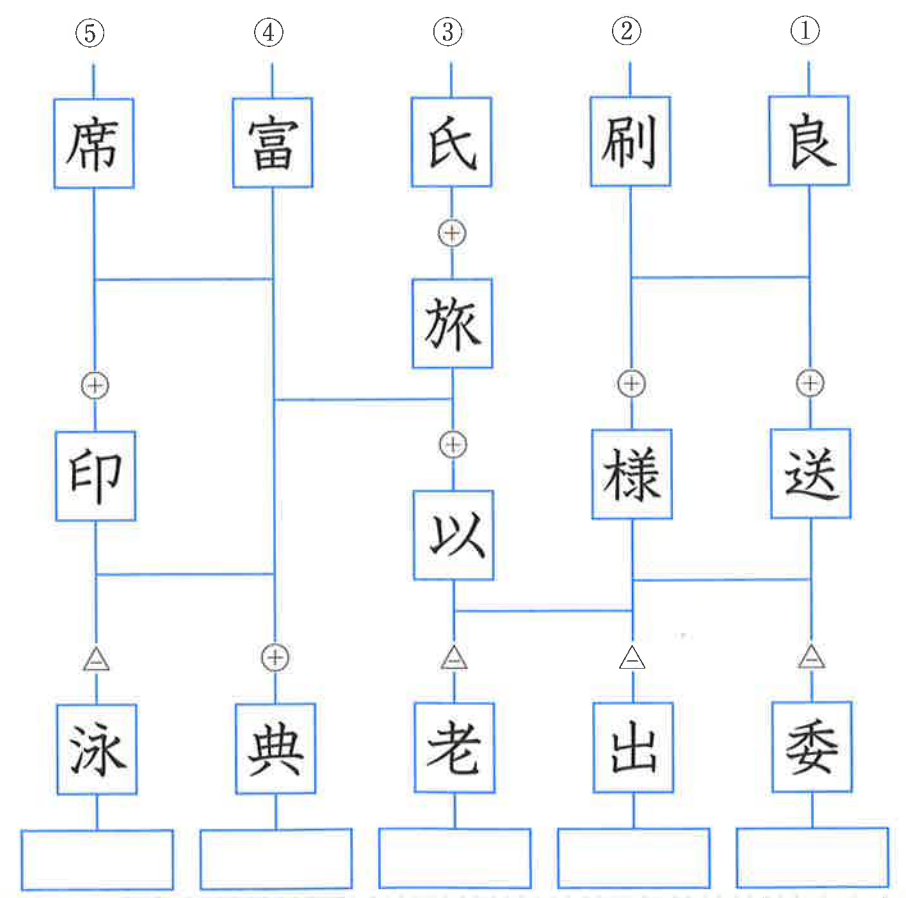 ① ② ③ ④ ⑤
良 刷 氏 富 席
⊕
旅
⊕ ⊕ ⊕
送 様 印
⊕
以
△ △ △ ⊕ △
委 出 老 典 泳